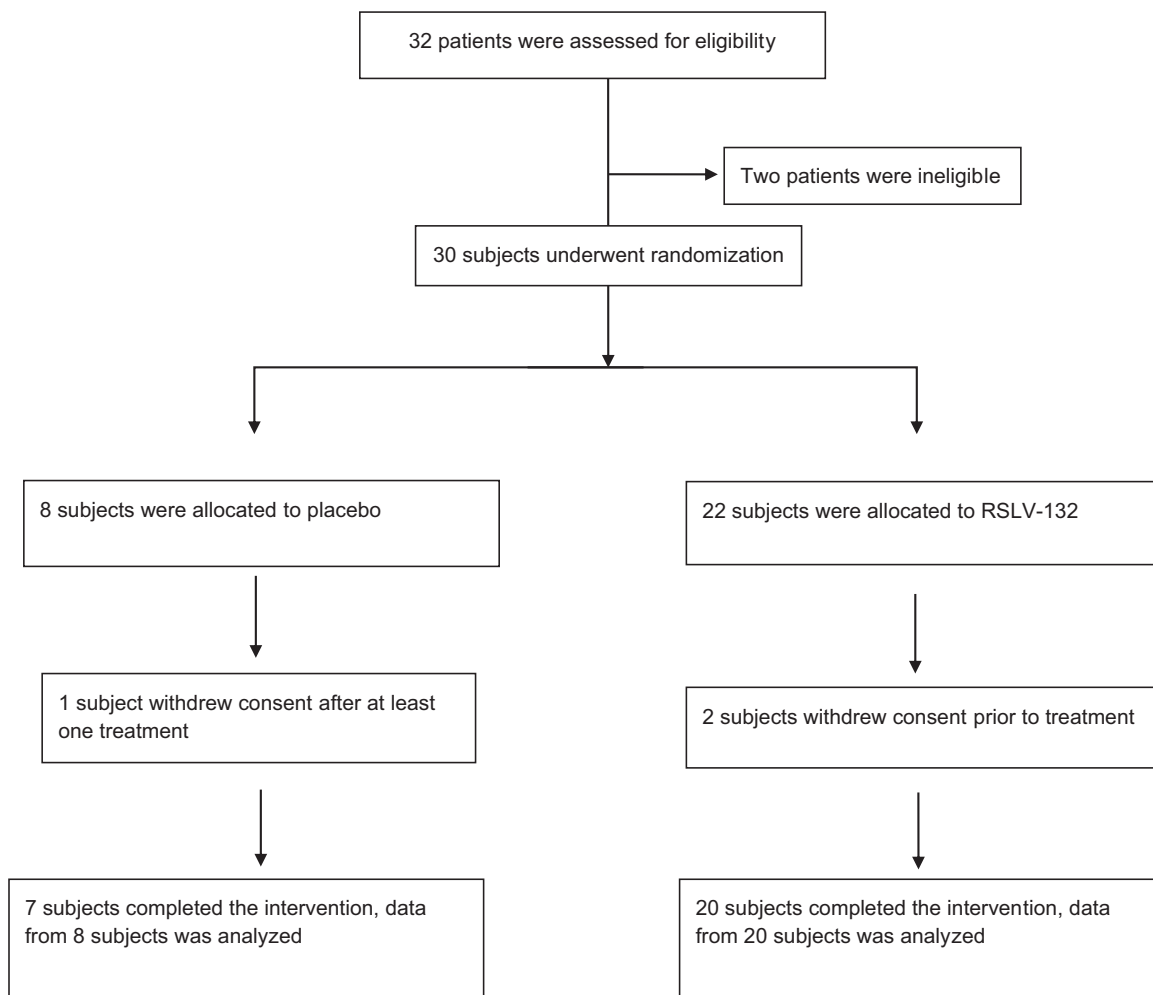 32 patients were assessed for eligibility
Two patients were ineligible
30 subjects underwent randomization
8 subjects were allocated to placebo
22 subjects were allocated to RSLV-132
1 subject withdrew consent after at least
one treatment
2 subjects withdrew consent prior to treatment
7 subjects completed the intervention, data
from 8 subjects was analyzed
20 subjects completed the intervention, data
from 20 subjects was analyzed